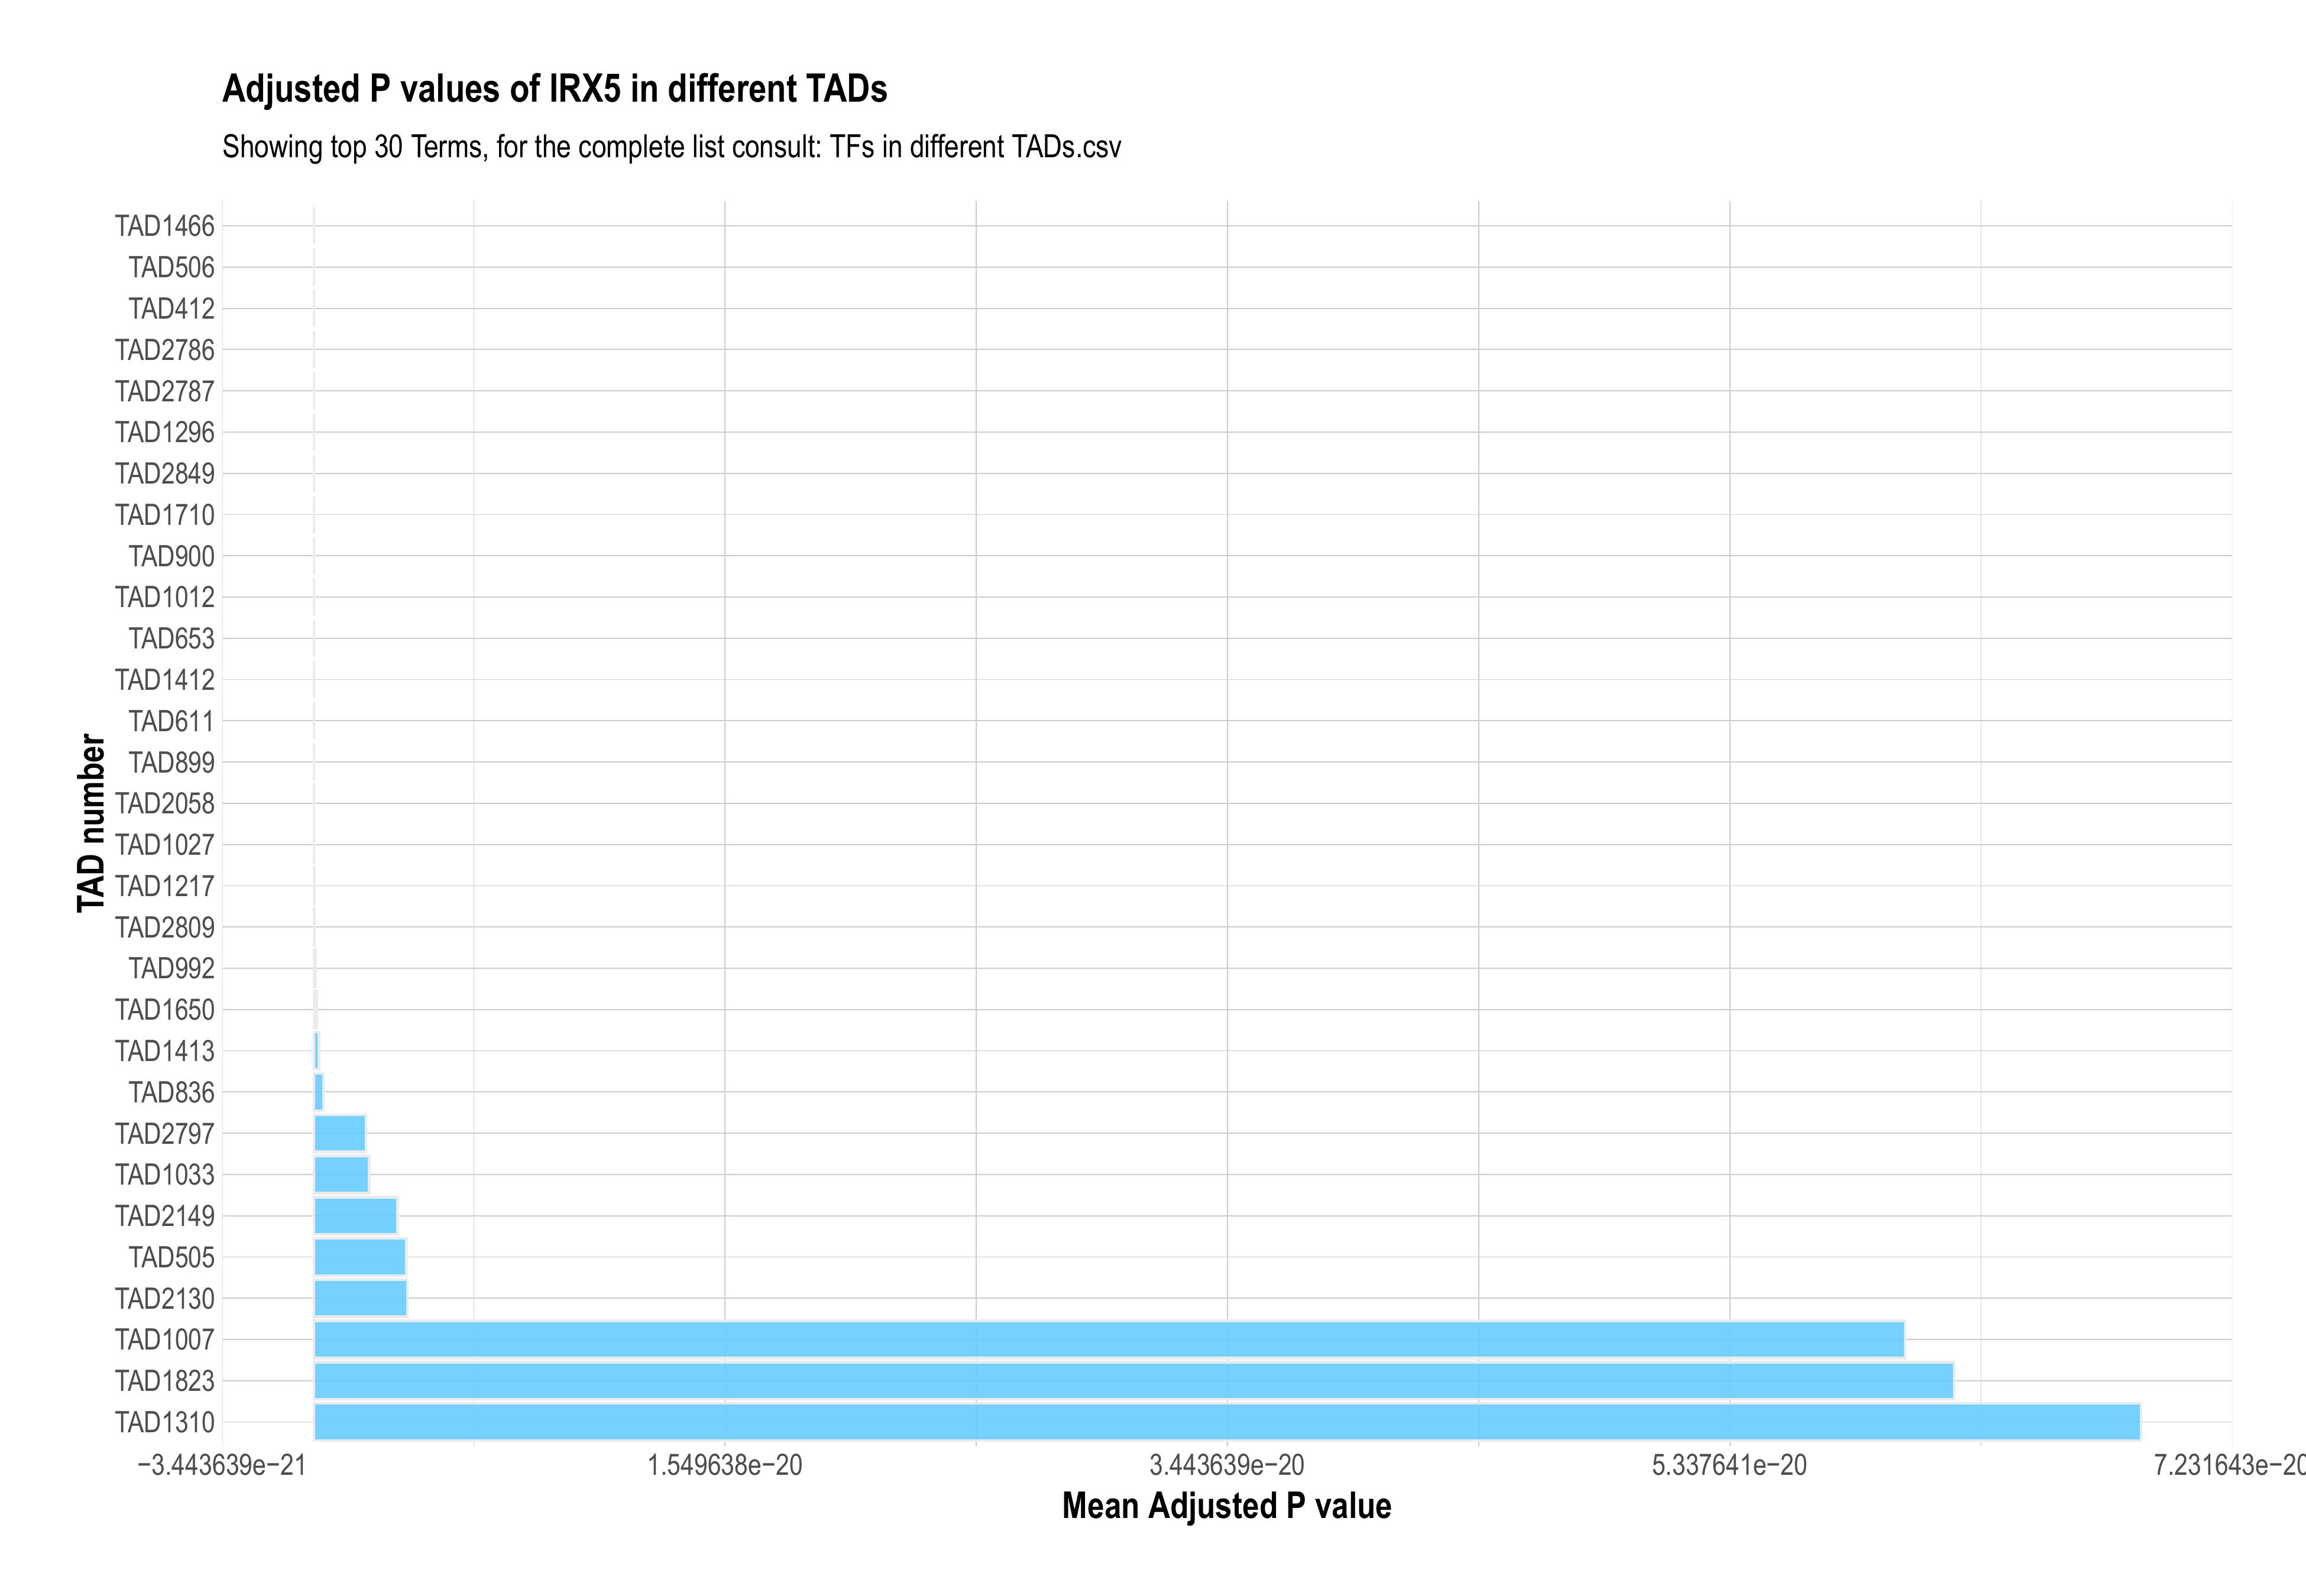 Adjusted P values of IRX5 in different TADs
Showing top 30 Terms, for the complete list consult: TFs in different TADs.csv
TAD number
TAD1466
TAD506
TAD412
TAD2786
TAD2787
TAD1296
TAD2849
TAD1710
TAD900
TAD1012
TAD653
TAD1412
TAD611
TAD899
TAD2058
TAD1027
TAD1217
TAD2809
TAD992
TAD1650
TAD1413
TAD836
TAD2797
TAD1033
TAD2149
TAD505
TAD2130
TAD1007
TAD1823
TAD1310
−3.443639e−21 1.549638e−20 3.443639e−20 5.337641e−20 7.231643e−20
Mean Adjusted P value